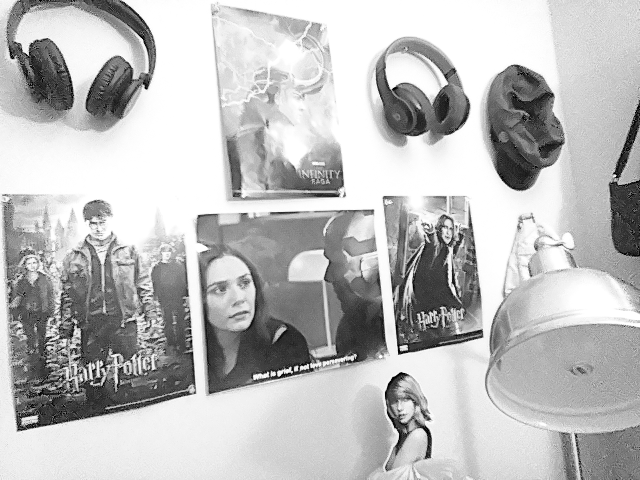 INFINITY
SAGA
Harry Potter
What is grief, if not love persevering?
Harry Potter